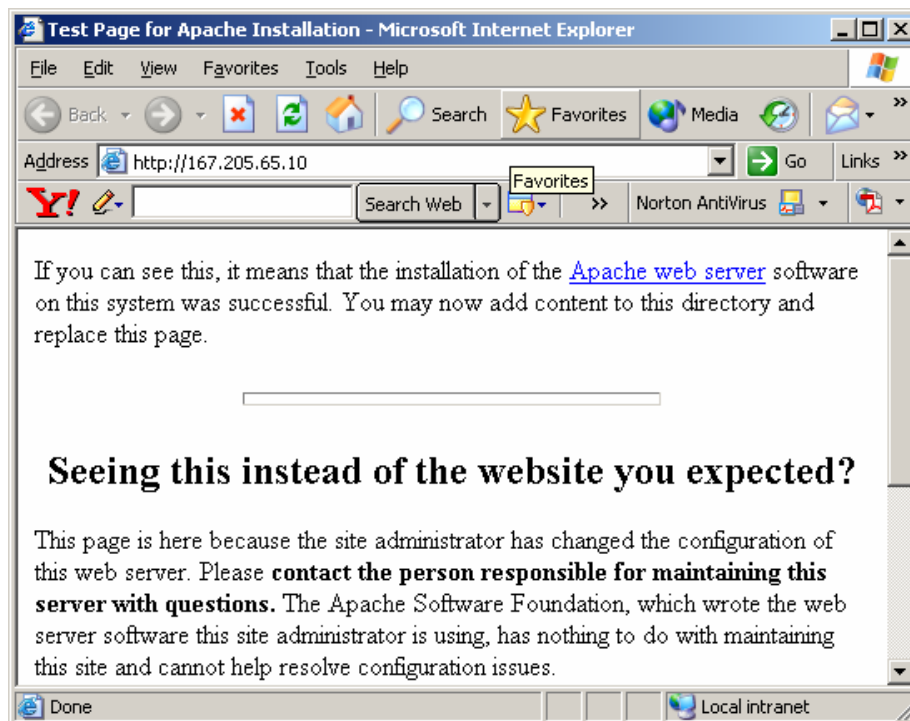 Test Page for Apache Installation - Microsoft Internet Explorer
File Edit View Favorites Tools Help
Back Search Favorites Media »
Address http://167.205.65.10 Go Links »
Favorites
Y! Search Web » Norton AntiVirus
If you can see this, it means that the installation of the Apache web server software
on this system was successful. You may now add content to this directory and
replace this page.
Seeing this instead of the website you expected?
This page is here because the site administrator has changed the configuration of
this web server. Please contact the person responsible for maintaining this
server with questions. The Apache Software Foundation, which wrote the web
server software this site administrator is using, has nothing to do with maintaining
this site and cannot help resolve configuration issues.
Done Local intranet